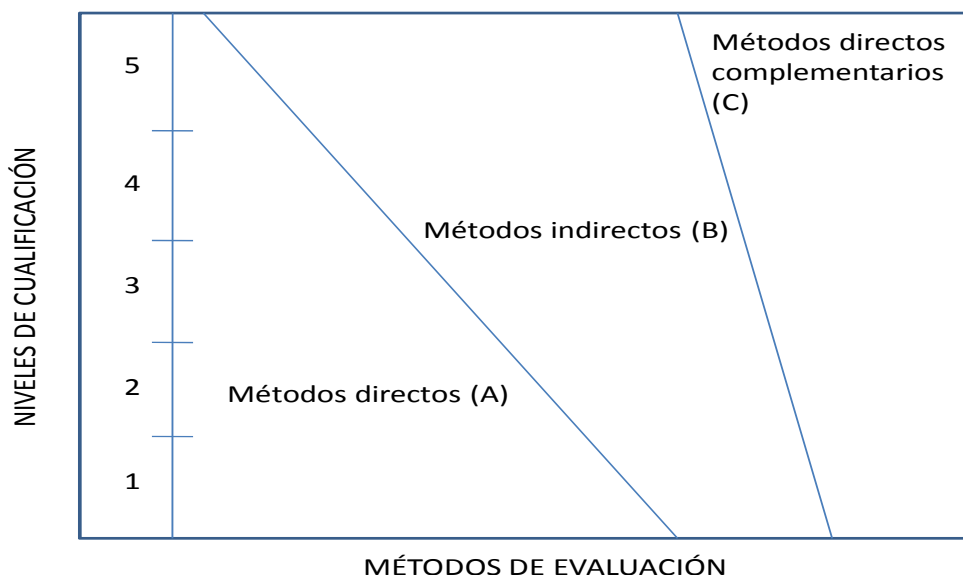 Métodos directos
complementarios
(C)
5
4
Métodos indirectos (B)
3
2
Métodos directos (A)
1
NIVELES DE CUALIFICACIÓN
MÉTODOS DE EVALUACIÓN